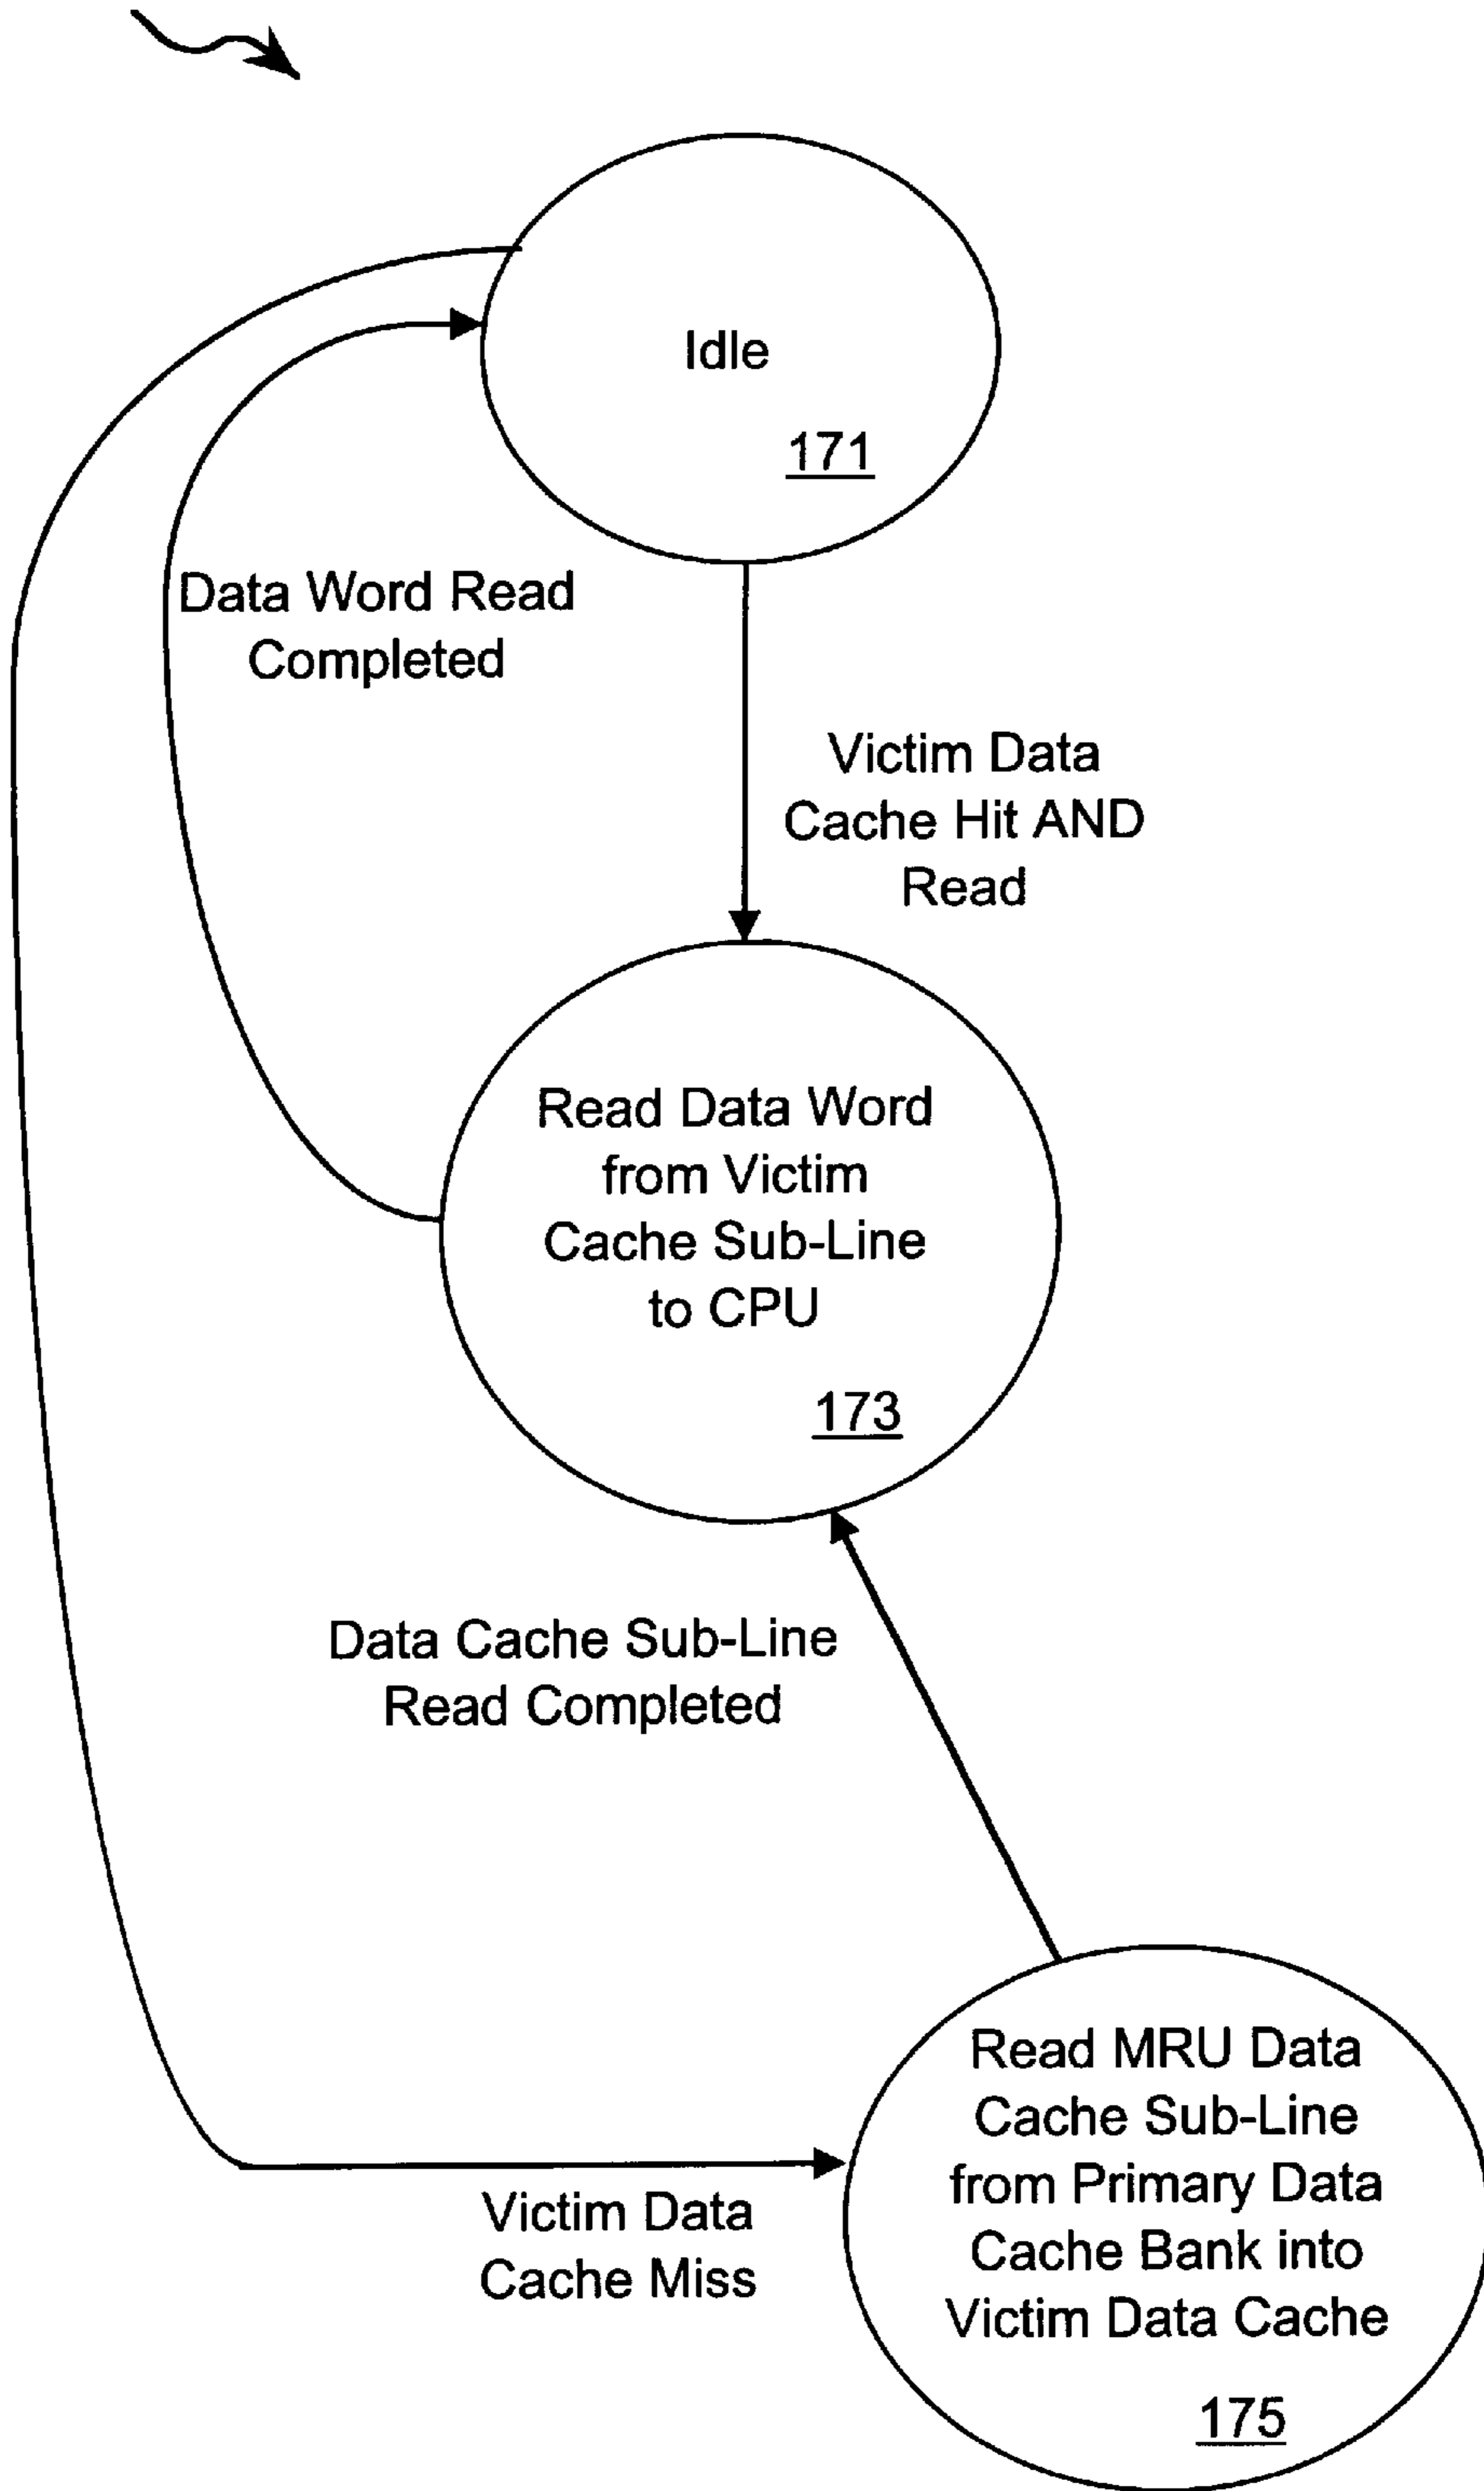 Idle
171
Data Word Read
Completed
Victim Data
Cache Hit AND
Read
Read Data Word
from Victim
Cache Sub-Line
to CPU
173
Data Cache Sub-Line
Read Completed
Victim Data
Cache Miss
Read MRU Data
Cache Sub-Line
from Primary Data
Cache Bank into
Victim Data Cache
175